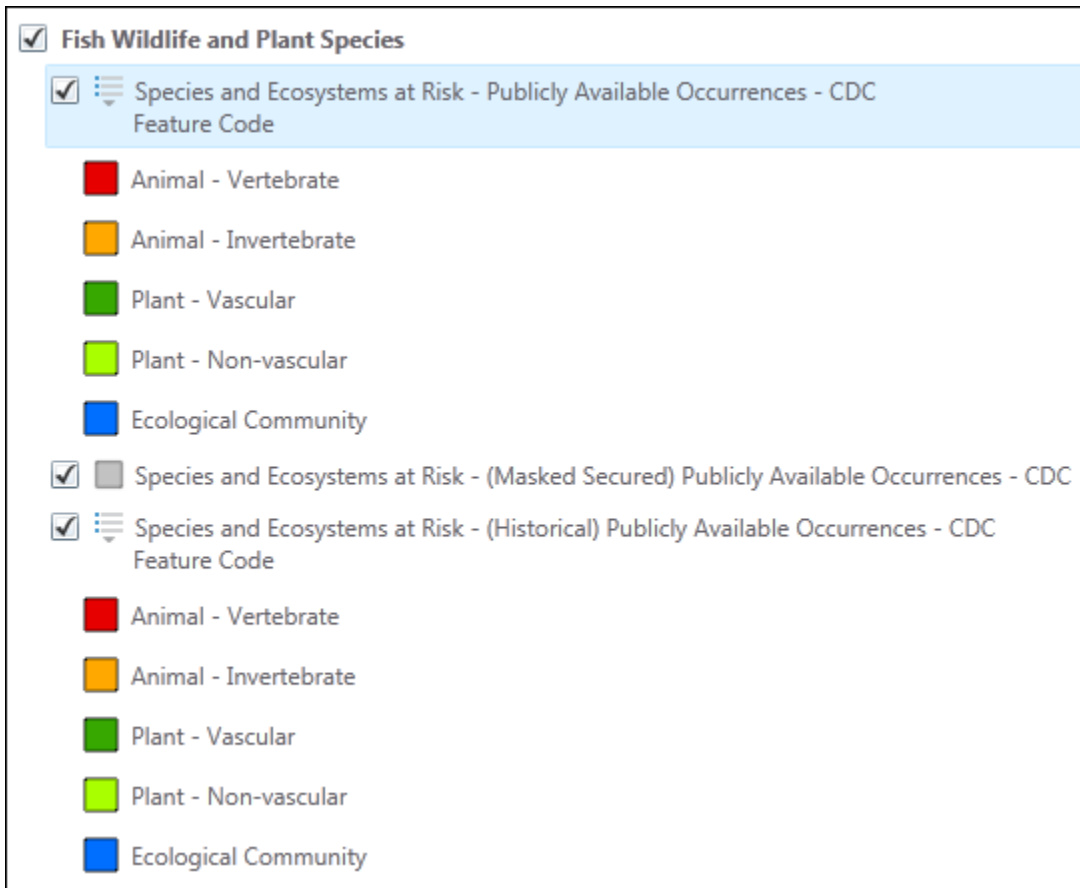 Fish Wildlife and Plant Species
Species and Ecosystems at Risk - Publicly Available Occurrences - CDC
Feature Code
Animal - Vertebrate
Animal - Invertebrate
Plant - Vascular
Plant - Non-vascular
Ecological Community
Species and Ecosystems at Risk - (Masked Secured) Publicly Available Occurrences - CDC
Species and Ecosystems at Risk - (Historical) Publicly Available Occurrences - CDC
Feature Code
Animal - Vertebrate
Animal - Invertebrate
Plant - Vascular
Plant - Non-vascular
Ecological Community